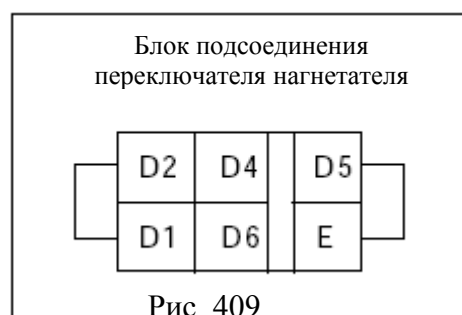 Блок подсоединения
переключателя нагнетателя
D2 D4 D5
D1 D6 E
Рис 409